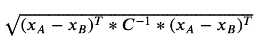 √(x_A − x_B)^T * C^{−1} * (x_A − x_B)^T